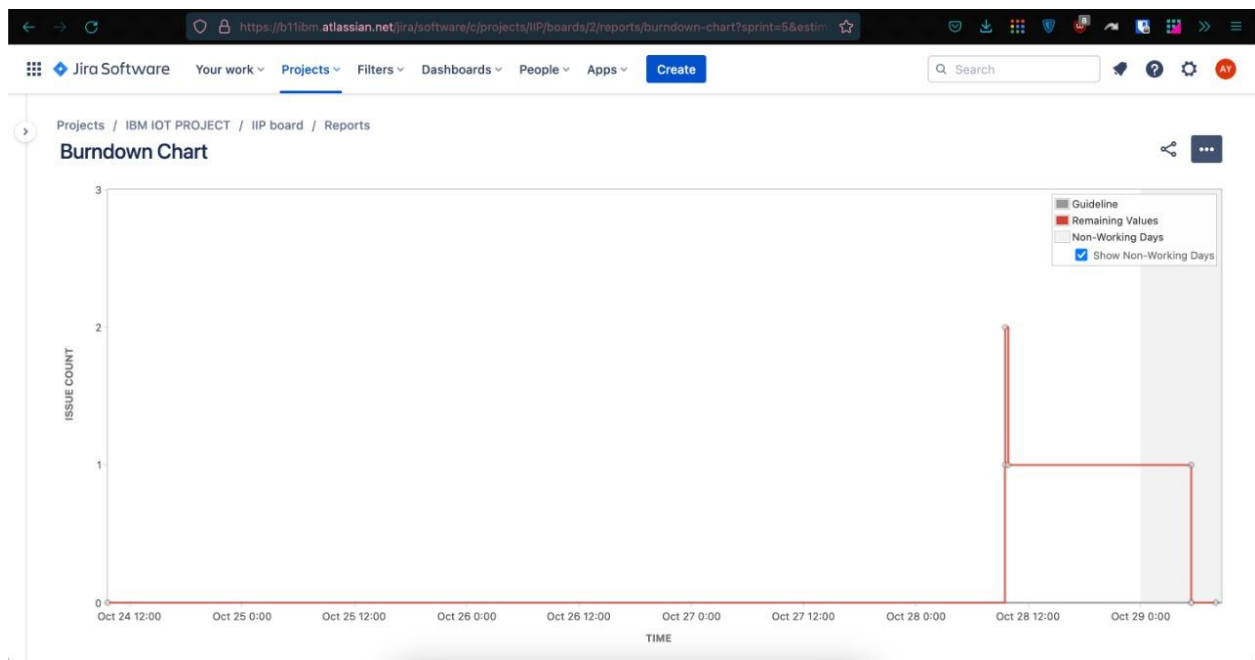 https://b11ibm.atlassian.net/jira/software/c/projects/IIP/boards/2/reports/burndown-chart?sprint=5&estim
Jira Software Your work Projects Filters Dashboards People Apps Create Search AY
Projects / IBM IOT PROJECT / IIP board / Reports
Burndown Chart
3
Guideline
Remaining Values
Non-Working Days
Show Non-Working Days
2
ISSUE COUNT
1
0
Oct 24 12:00 Oct 25 0:00 Oct 25 12:00 Oct 26 0:00 Oct 26 12:00 Oct 27 0:00 Oct 27 12:00 Oct 28 0:00 Oct 28 12:00 Oct 29 0:00
TIME